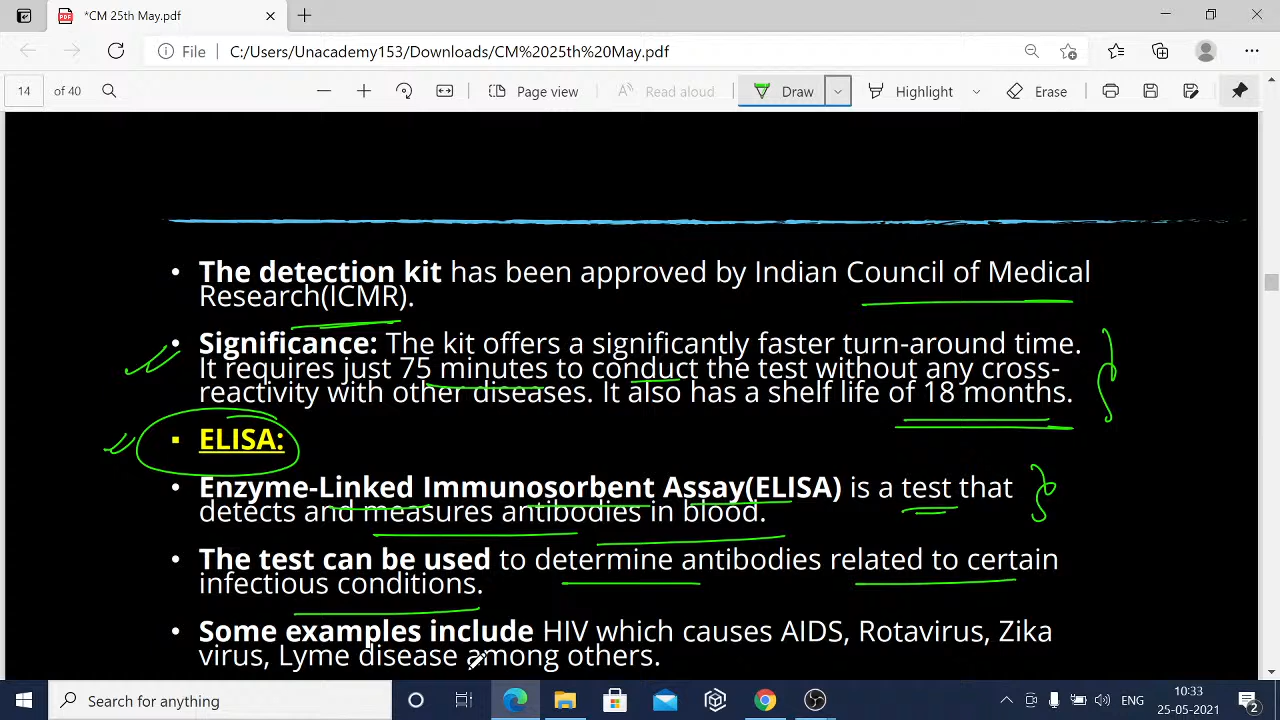 *CM 25th May.pdf
File C:/Users/Unacademy153/Downloads/CM%2025th%20May.pdf
14 of 40 Page view Read aloud Draw Highlight Erase
• The detection kit has been approved by Indian Council of Medical
Research(ICMR).
• Significance: The kit offers a significantly faster turn-around time.
It requires just 75 minutes to conduct the test without any cross-
reactivity with other diseases. It also has a shelf life of 18 months.
▪ ELISA:
• Enzyme-Linked Immunosorbent Assay(ELISA) is a test that
detects and measures antibodies in blood.
• The test can be used to determine antibodies related to certain
infectious conditions.
• Some examples include HIV which causes AIDS, Rotavirus, Zika
virus, Lyme disease among others.
Search for anything
ENG
10:33
25-05-2021
2